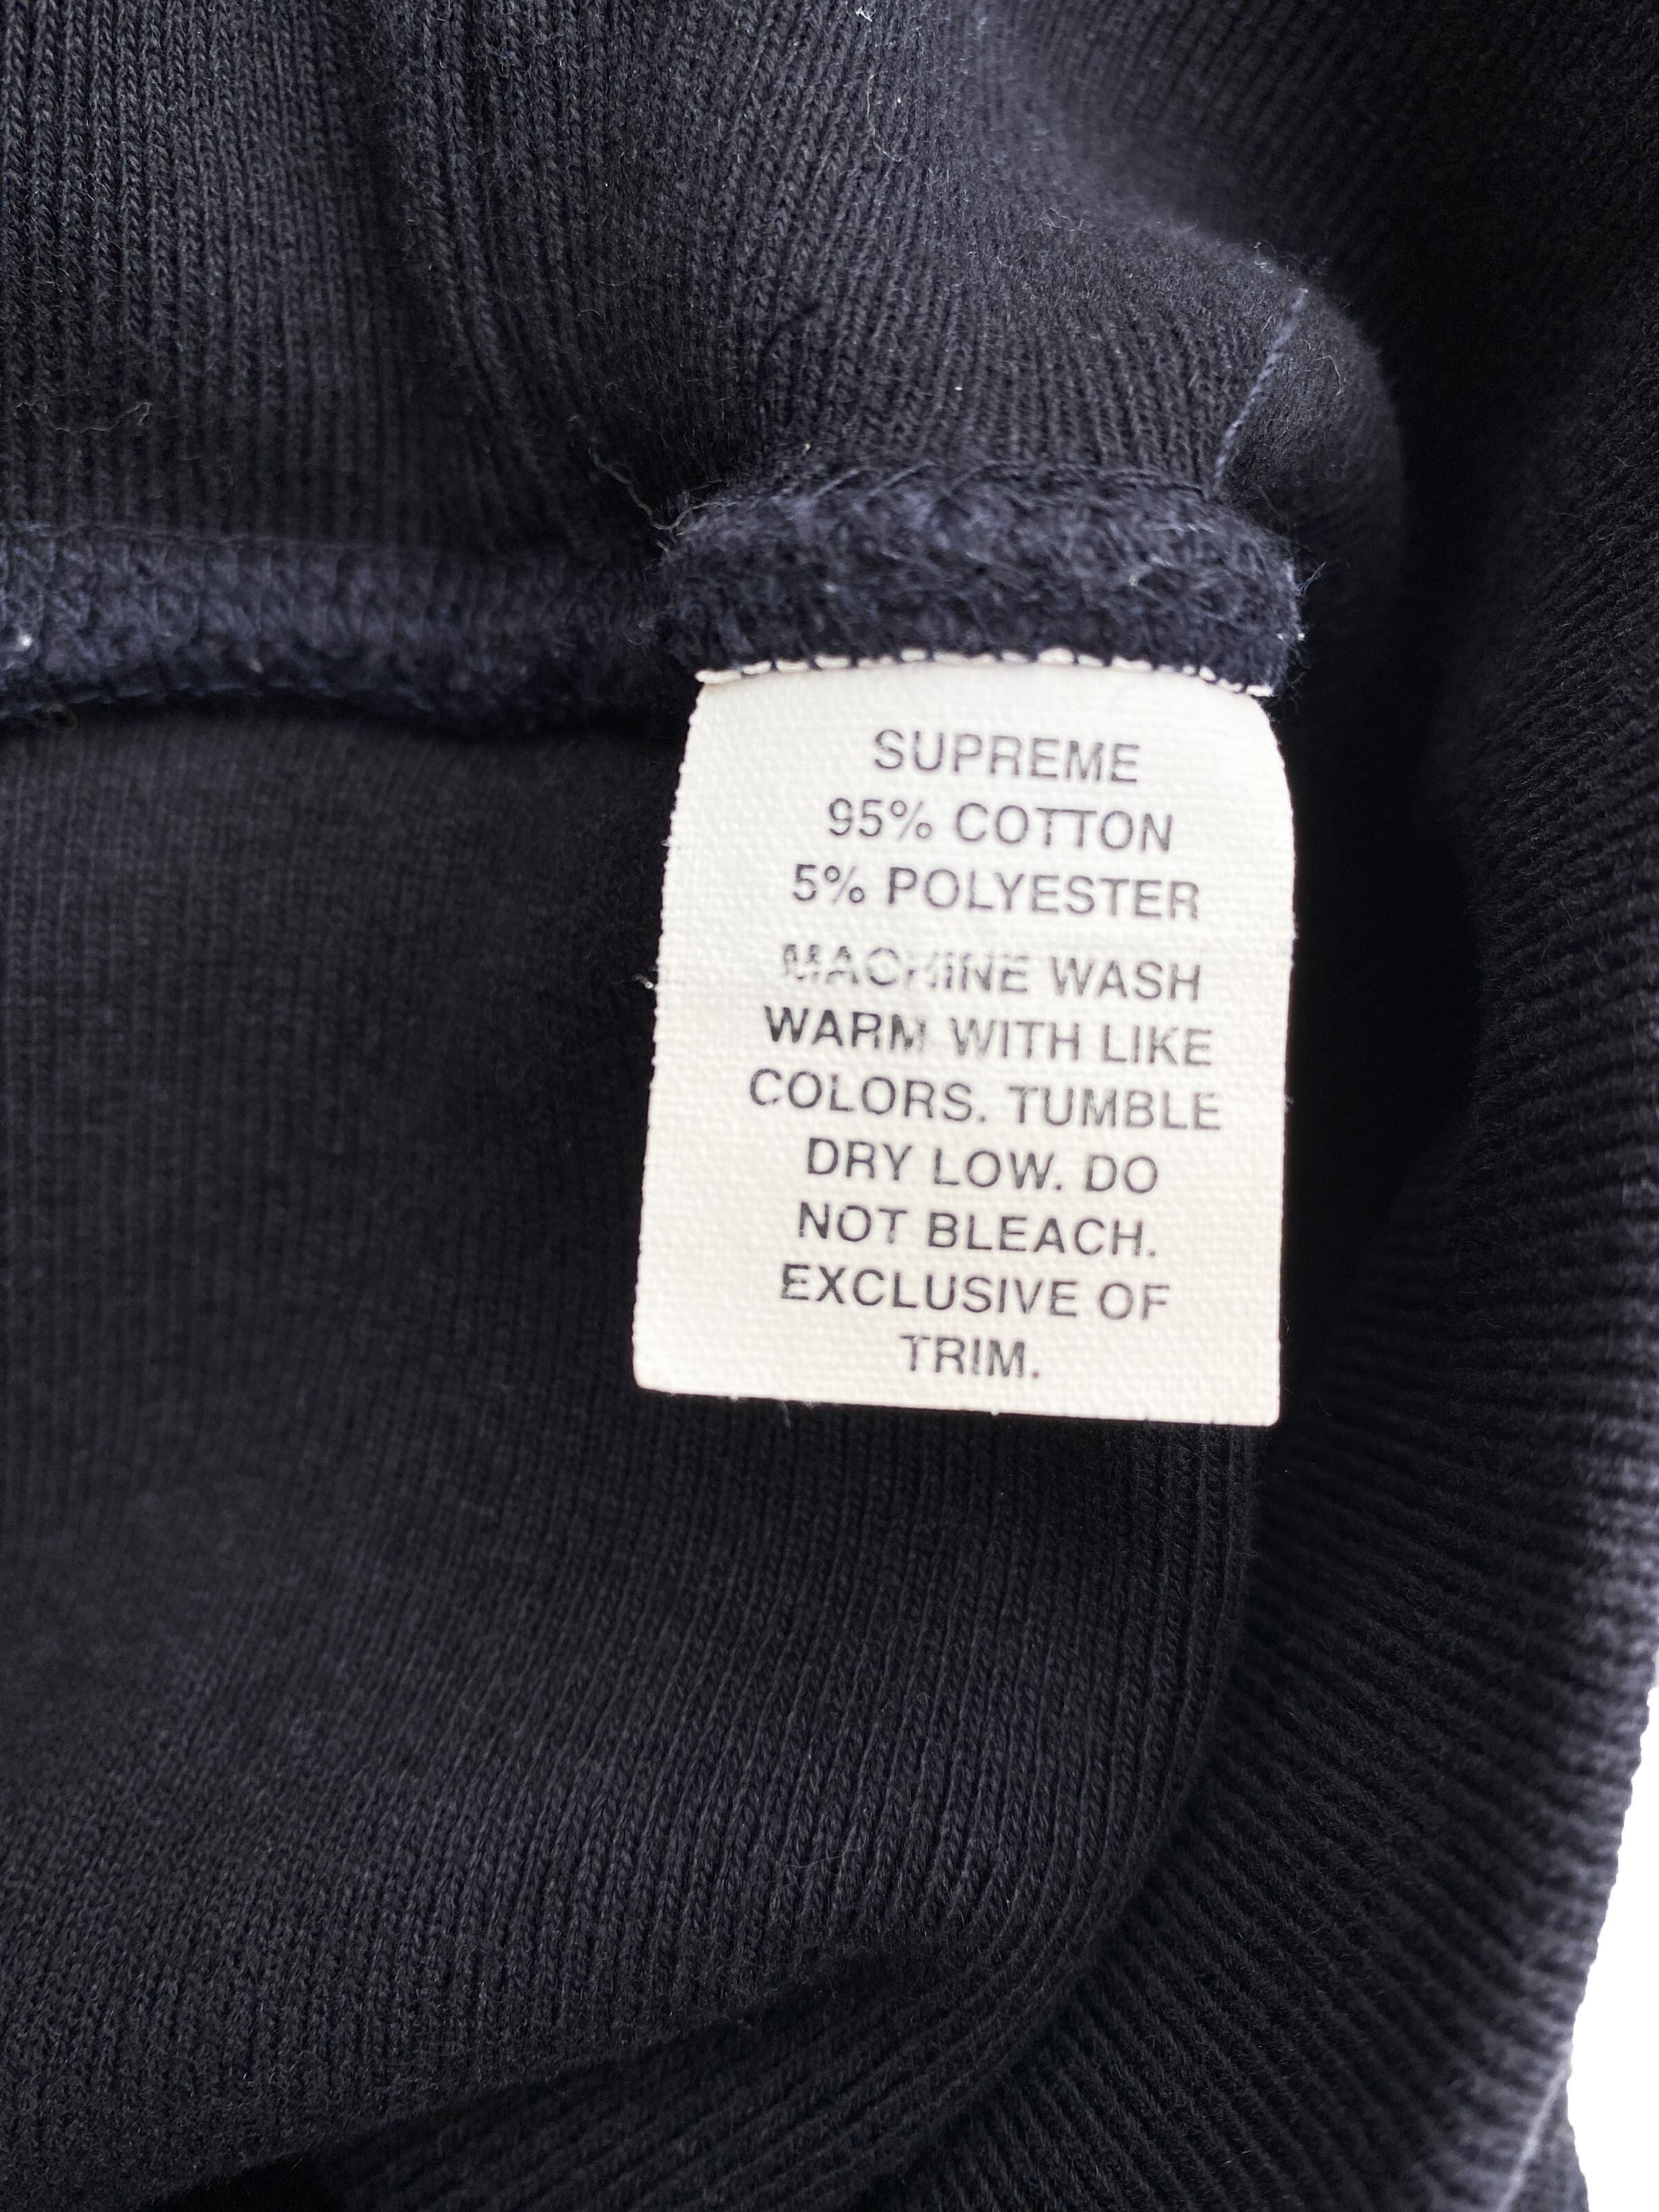 SUPREME
95% COTTON
5% POLYESTER
MACHINE WASH
WARM WITH LIKE
COLORS. TUMBLE
DRY LOW. DO
NOT BLEACH.
EXCLUSIVE OF
TRIM.